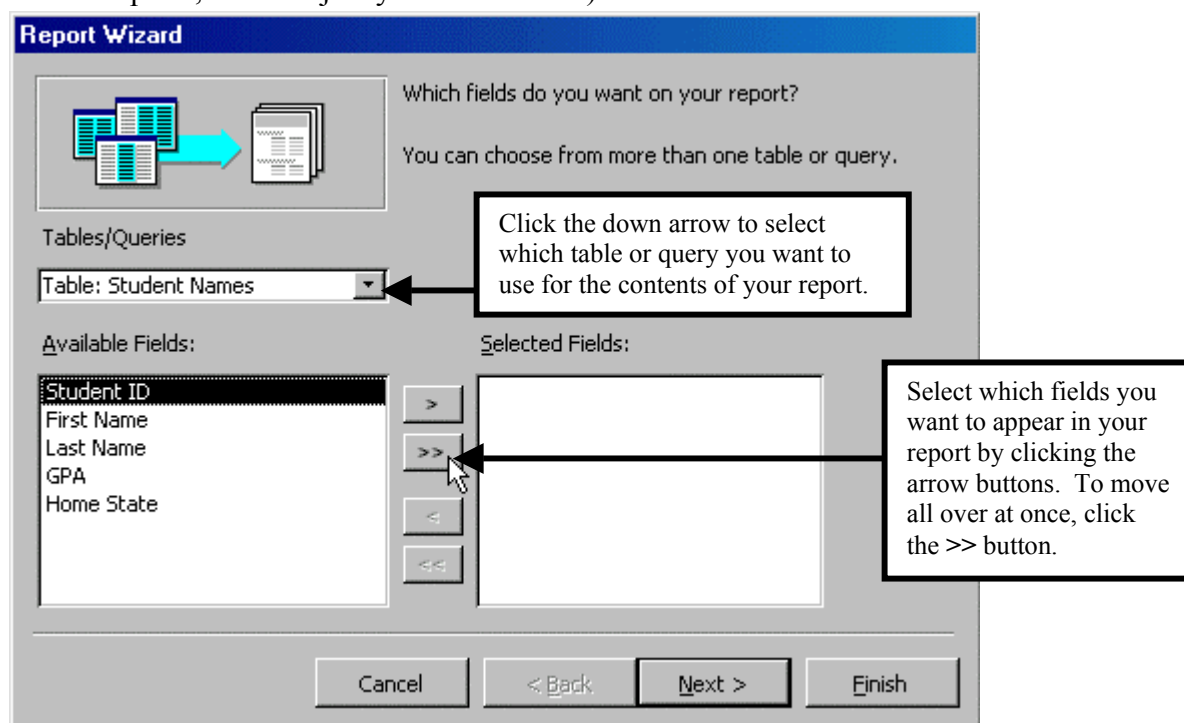 Report Wizard
Which fields do you want on your report?
You can choose from more than one table or query.
Click the down arrow to select
which table or query you want to
use for the contents of your report.
Tables/Queries
Table: Student Names
Available Fields:
Selected Fields:
Student ID
First Name
Last Name
GPA
Home State
>
>>
<
<<
Select which fields you
want to appear in your
report by clicking the
arrow buttons. To move
all over at once, click
the >> button.
Cancel
< Back
Next >
Finish